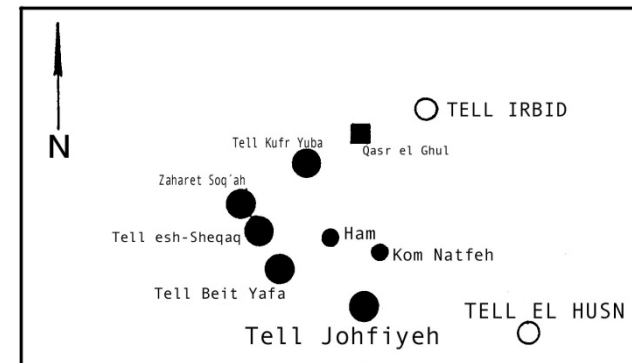 TELL IRBID
Tell Kufr Yuba
Qasr el Ghul
Zaharet Soq´ah
N
Tell esh-Sheqaq
Ham
Kom Natfeh
Tell Beit Yafa
TELL EL HUSN
Tell Johfiyeh